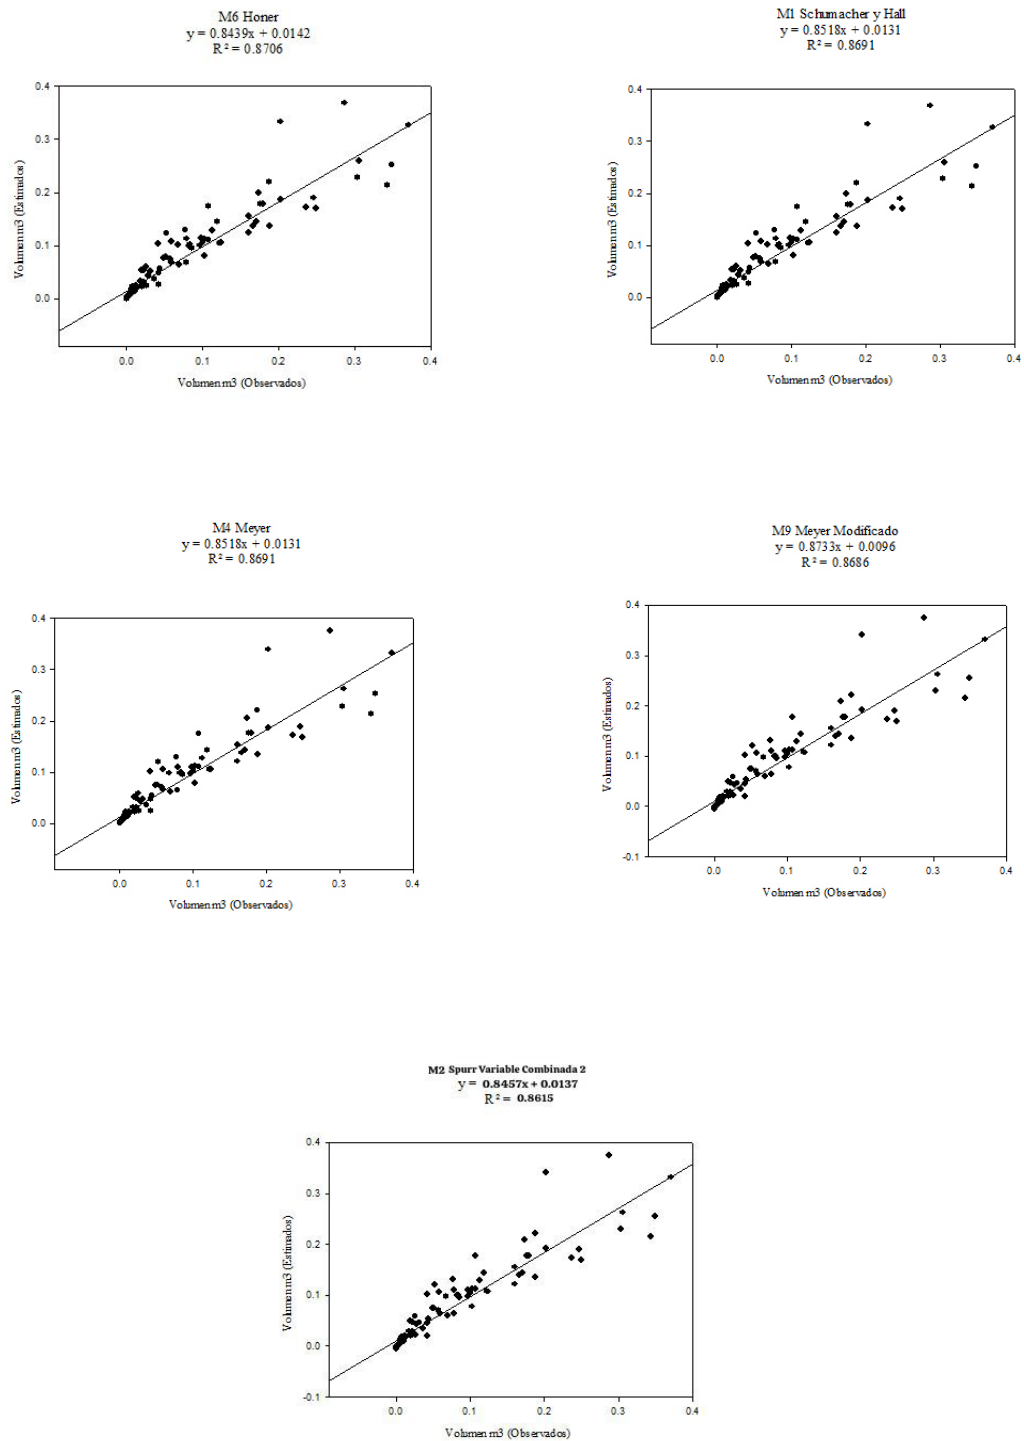 M6 Honer
y = 0.8439x + 0.0142
R² = 0.8706
0.4
0.3
0.2
0.1
0.0
Volumen m3 (Estimados)
0.0 0.1 0.2 0.3 0.4
Volumen m3 (Observados)
M1 Schumacher y Hall
y = 0.8518x + 0.0131
R² = 0.8691
0.4
0.3
0.2
0.1
0.0
Volumen m3 (Estimados)
0.0 0.1 0.2 0.3 0.4
Volumen m3 (Observados)
M4 Meyer
y = 0.8518x + 0.0131
R² = 0.8691
0.4
0.3
0.2
0.1
0.0
Volumen m3 (Estimados)
0.0 0.1 0.2 0.3 0.4
Volumen m3 (Observados)
M9 Meyer Modificado
y = 0.8733x + 0.0096
R² = 0.8686
0.4
0.3
0.2
0.1
0.0
-0.1
Volumen m3 (Estimados)
0.0 0.1 0.2 0.3 0.4
Volumen m3 (Observados)
M2 Spurr Variable Combinada 2
y = 0.8457x + 0.0137
R² = 0.8615
0.4
0.3
0.2
0.1
0.0
-0.1
Volumen m3 (Estimados)
0.0 0.1 0.2 0.3 0.4
Volumen m3 (Observados)